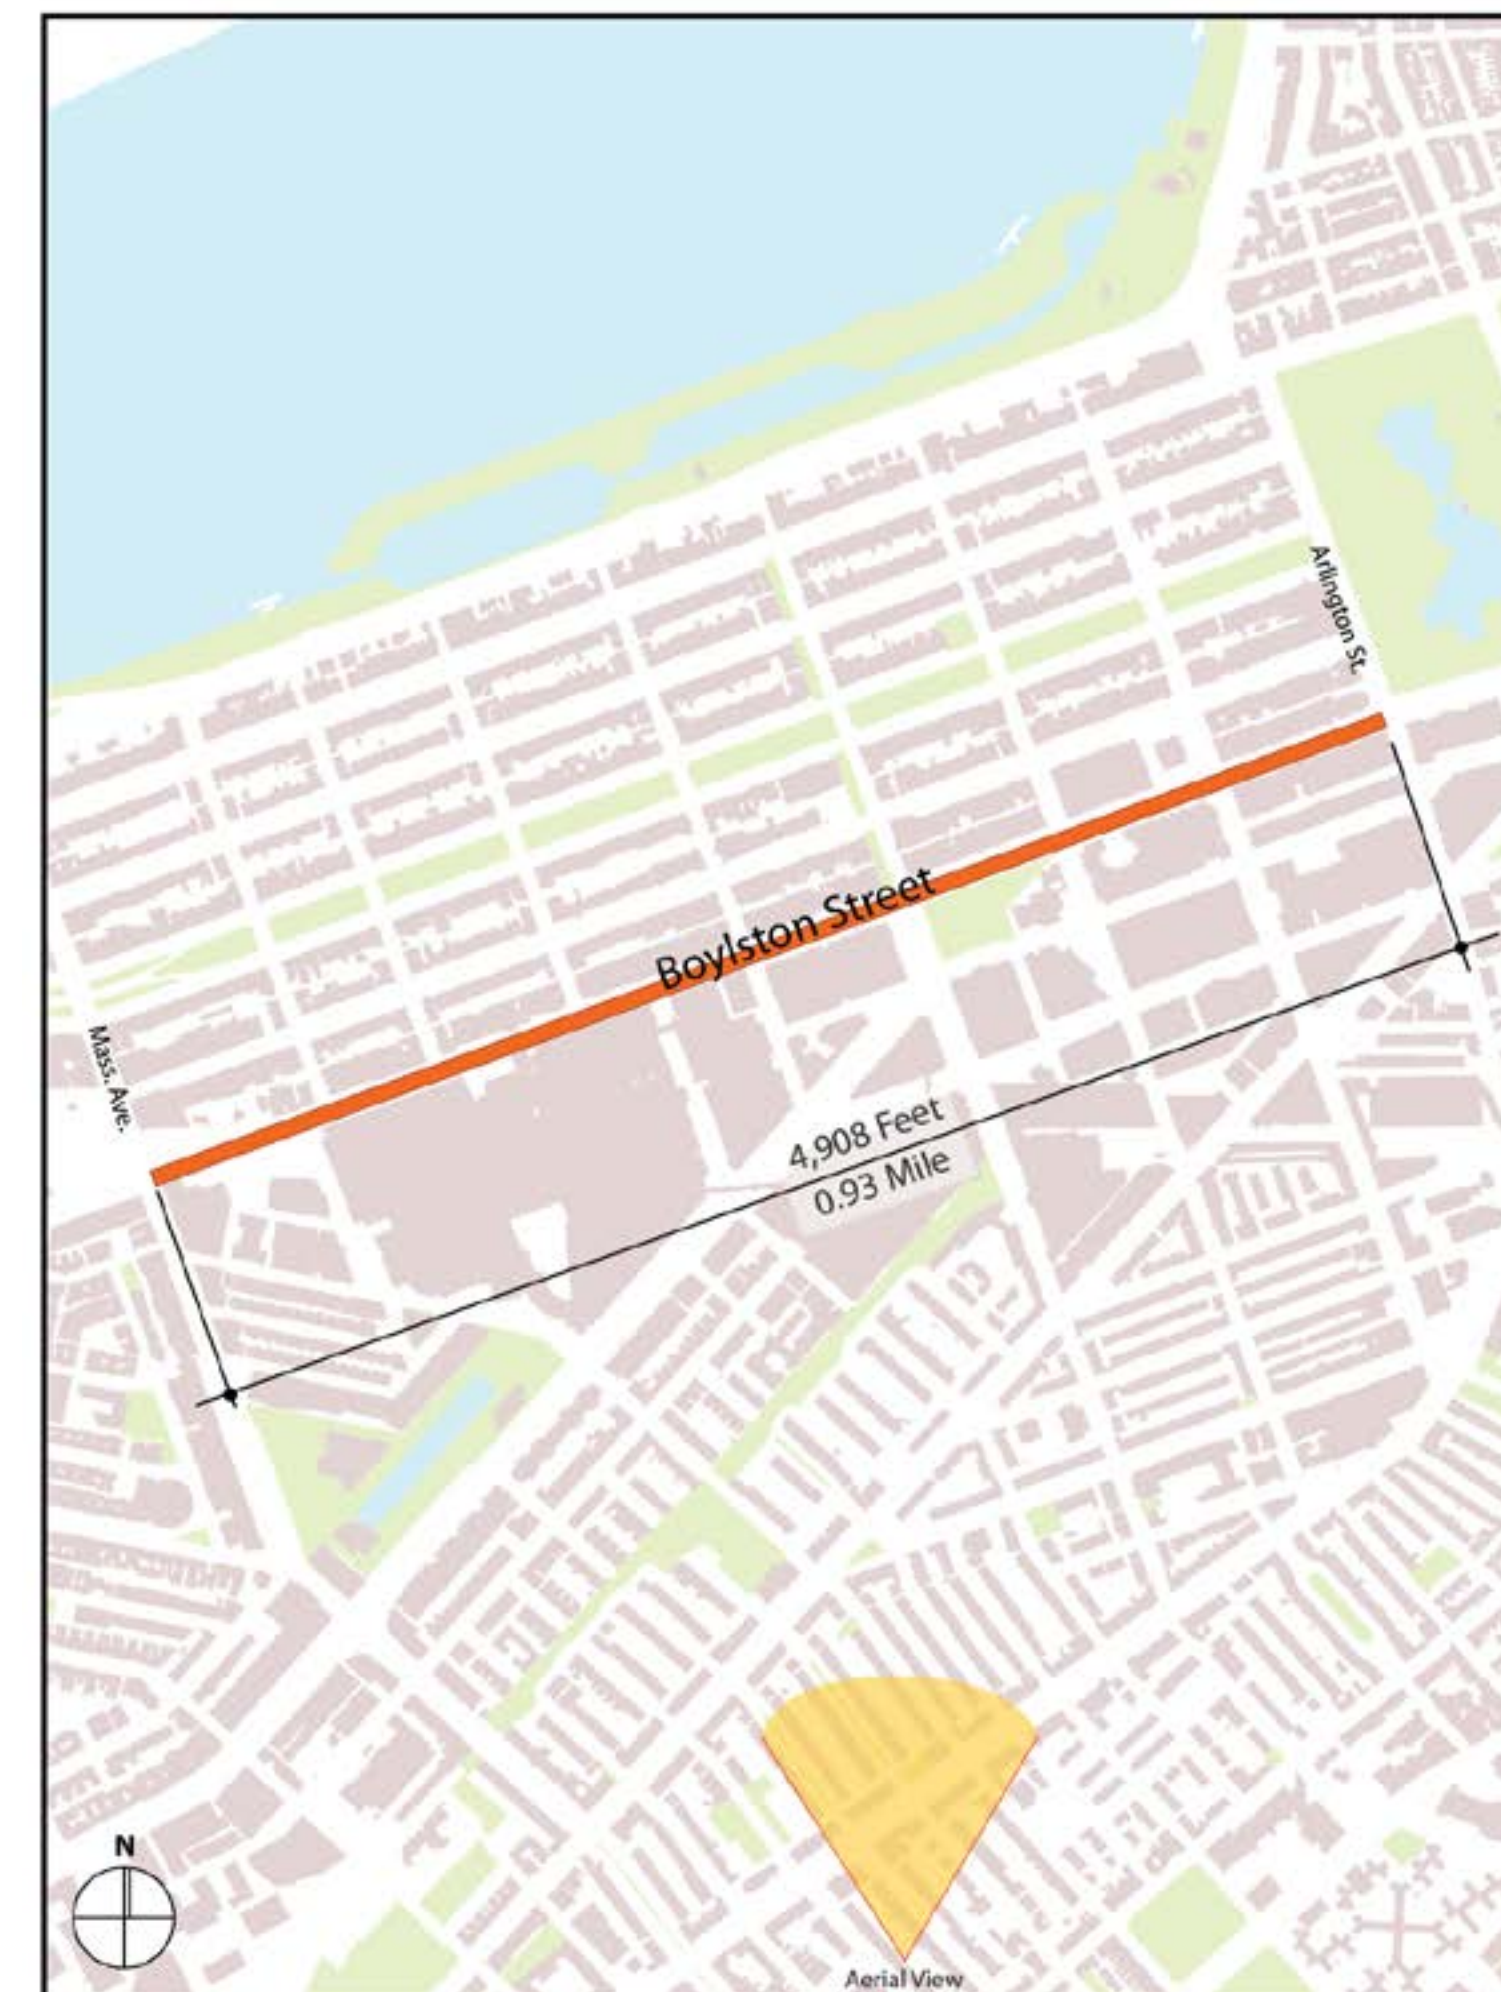 Arlington St.
Boylston Street
Mass. Ave.
4,908 Feet
0.93 Mile
N
Aerial View